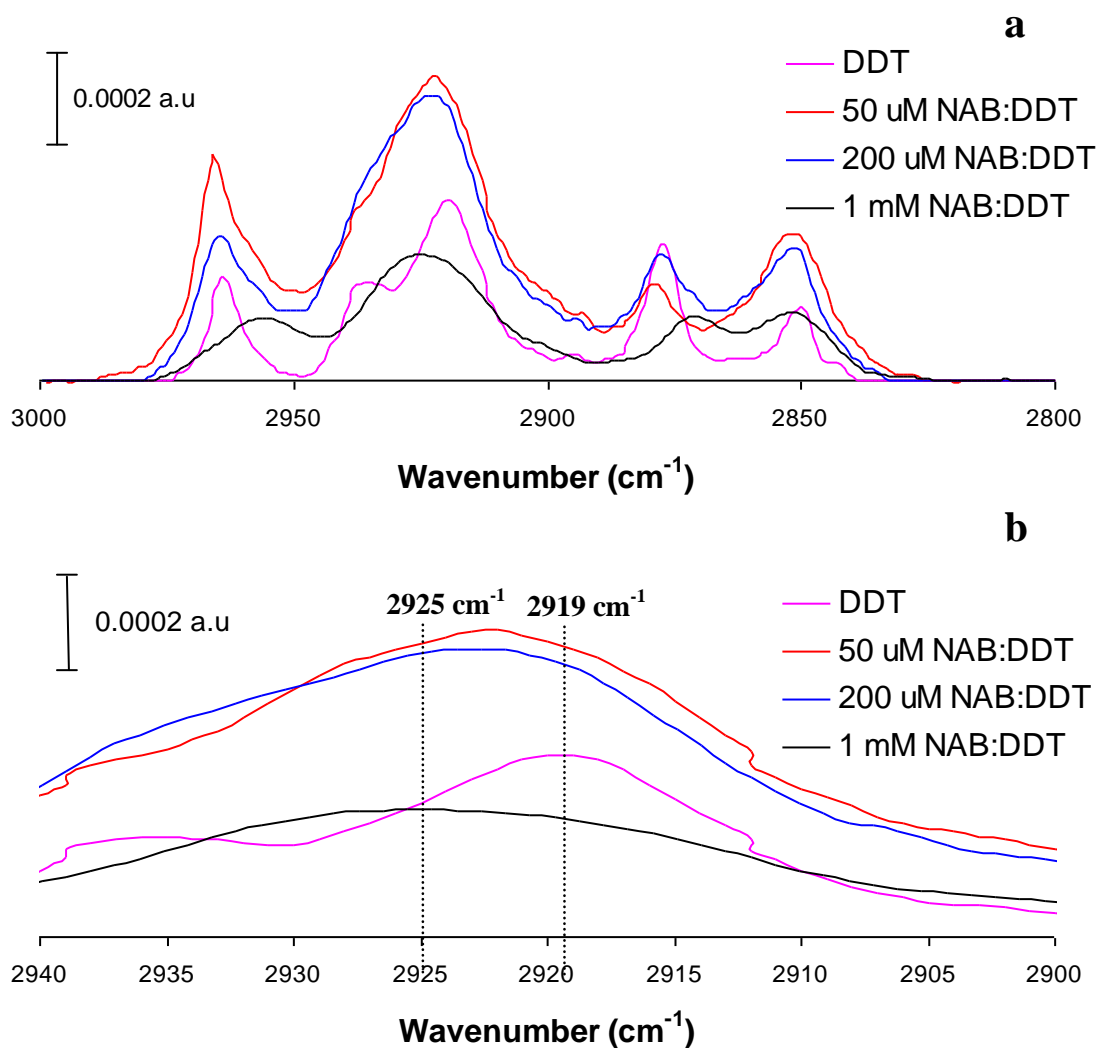 a
0.0002 a.u
DDT
50 uM NAB:DDT
200 uM NAB:DDT
1 mM NAB:DDT
3000 2950 2900 2850 2800
Wavenumber (cm-1)
b
0.0002 a.u
2925 cm-1 2919 cm-1
DDT
50 uM NAB:DDT
200 uM NAB:DDT
1 mM NAB:DDT
2940 2935 2930 2925 2920 2915 2910 2905 2900
Wavenumber (cm-1)